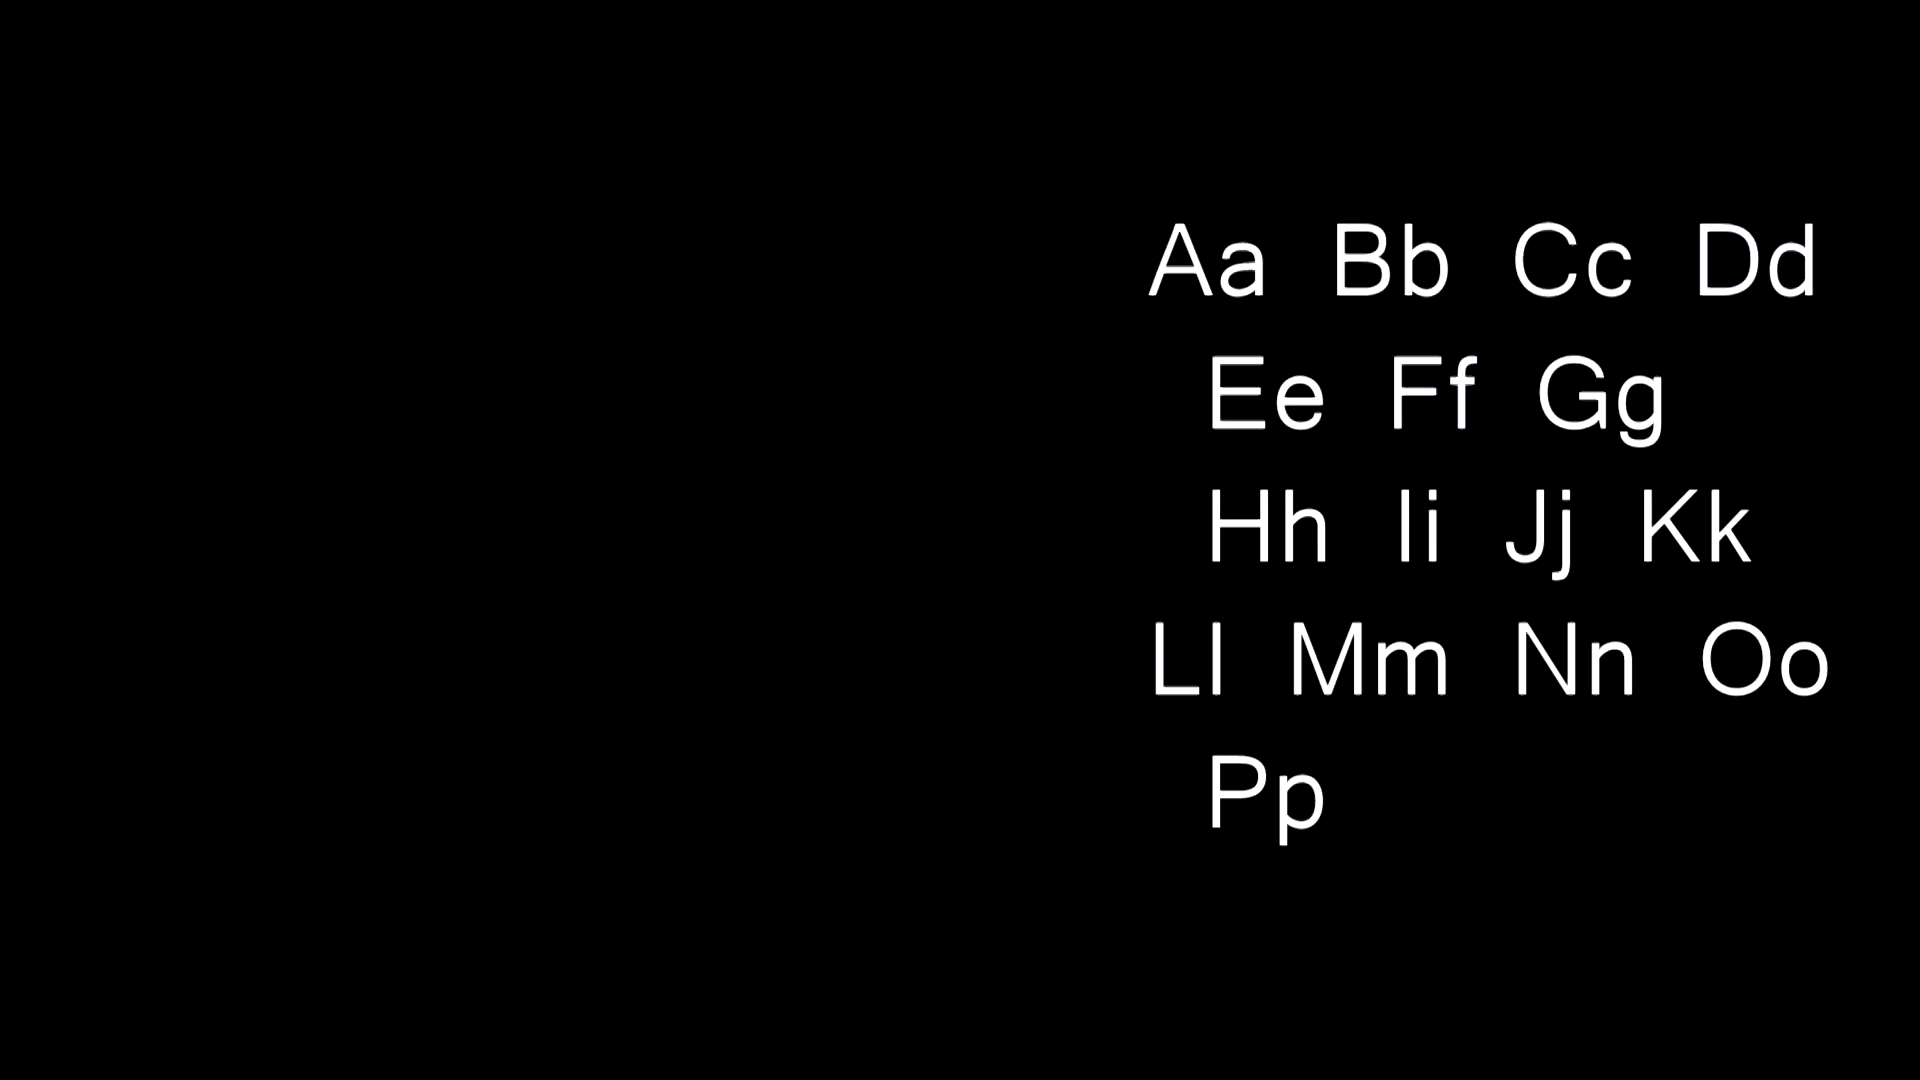 Aa Bb Cc Dd
Ee Ff Gg
Hh Ii Jj Kk
Ll Mm Nn Oo
Pp